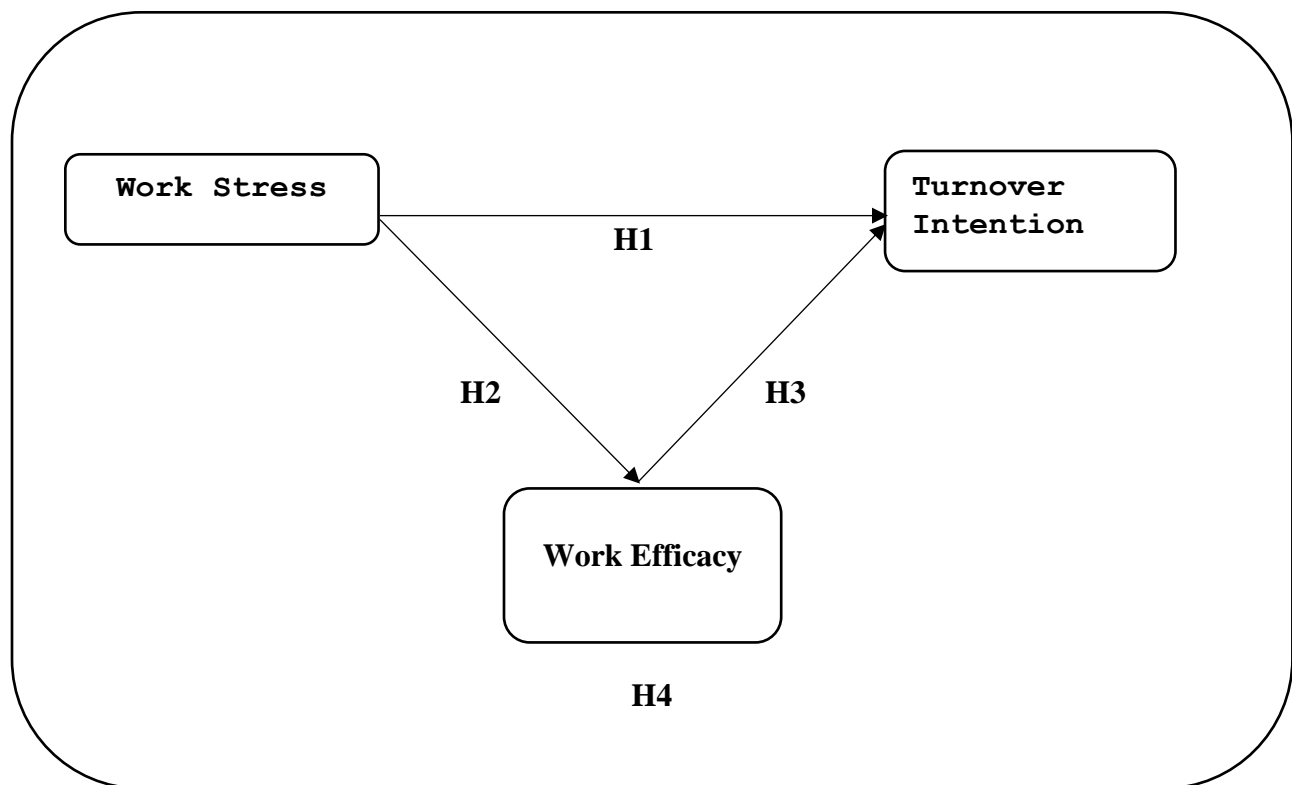 Work Stress
Turnover
Intention
H1
H2
H3
Work Efficacy
H4